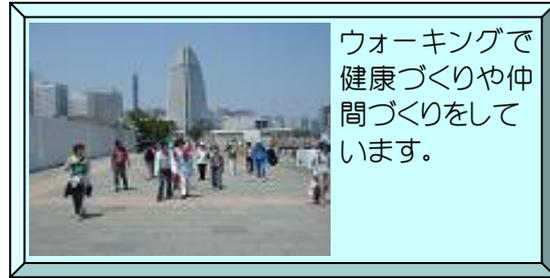 ウォーキングで
健康づくりや仲
間づくりをして
います。